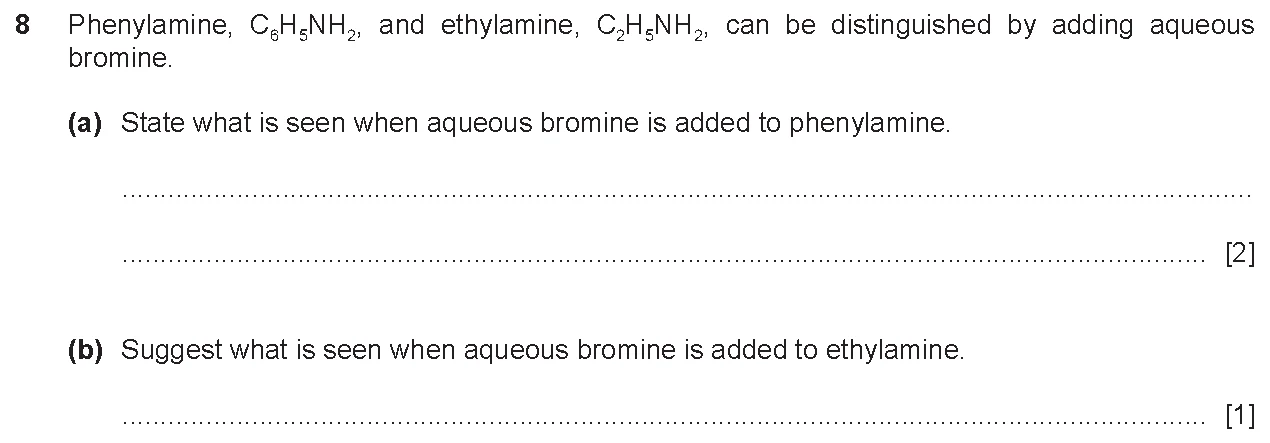 8 Phenylamine, C₆H₅NH₂, and ethylamine, C₂H₅NH₂, can be distinguished by adding aqueous
bromine.
(a) State what is seen when aqueous bromine is added to phenylamine.
....................................................................................................................................................
.............................................................................................................................................. [2]
(b) Suggest what is seen when aqueous bromine is added to ethylamine.
.............................................................................................................................................. [1]